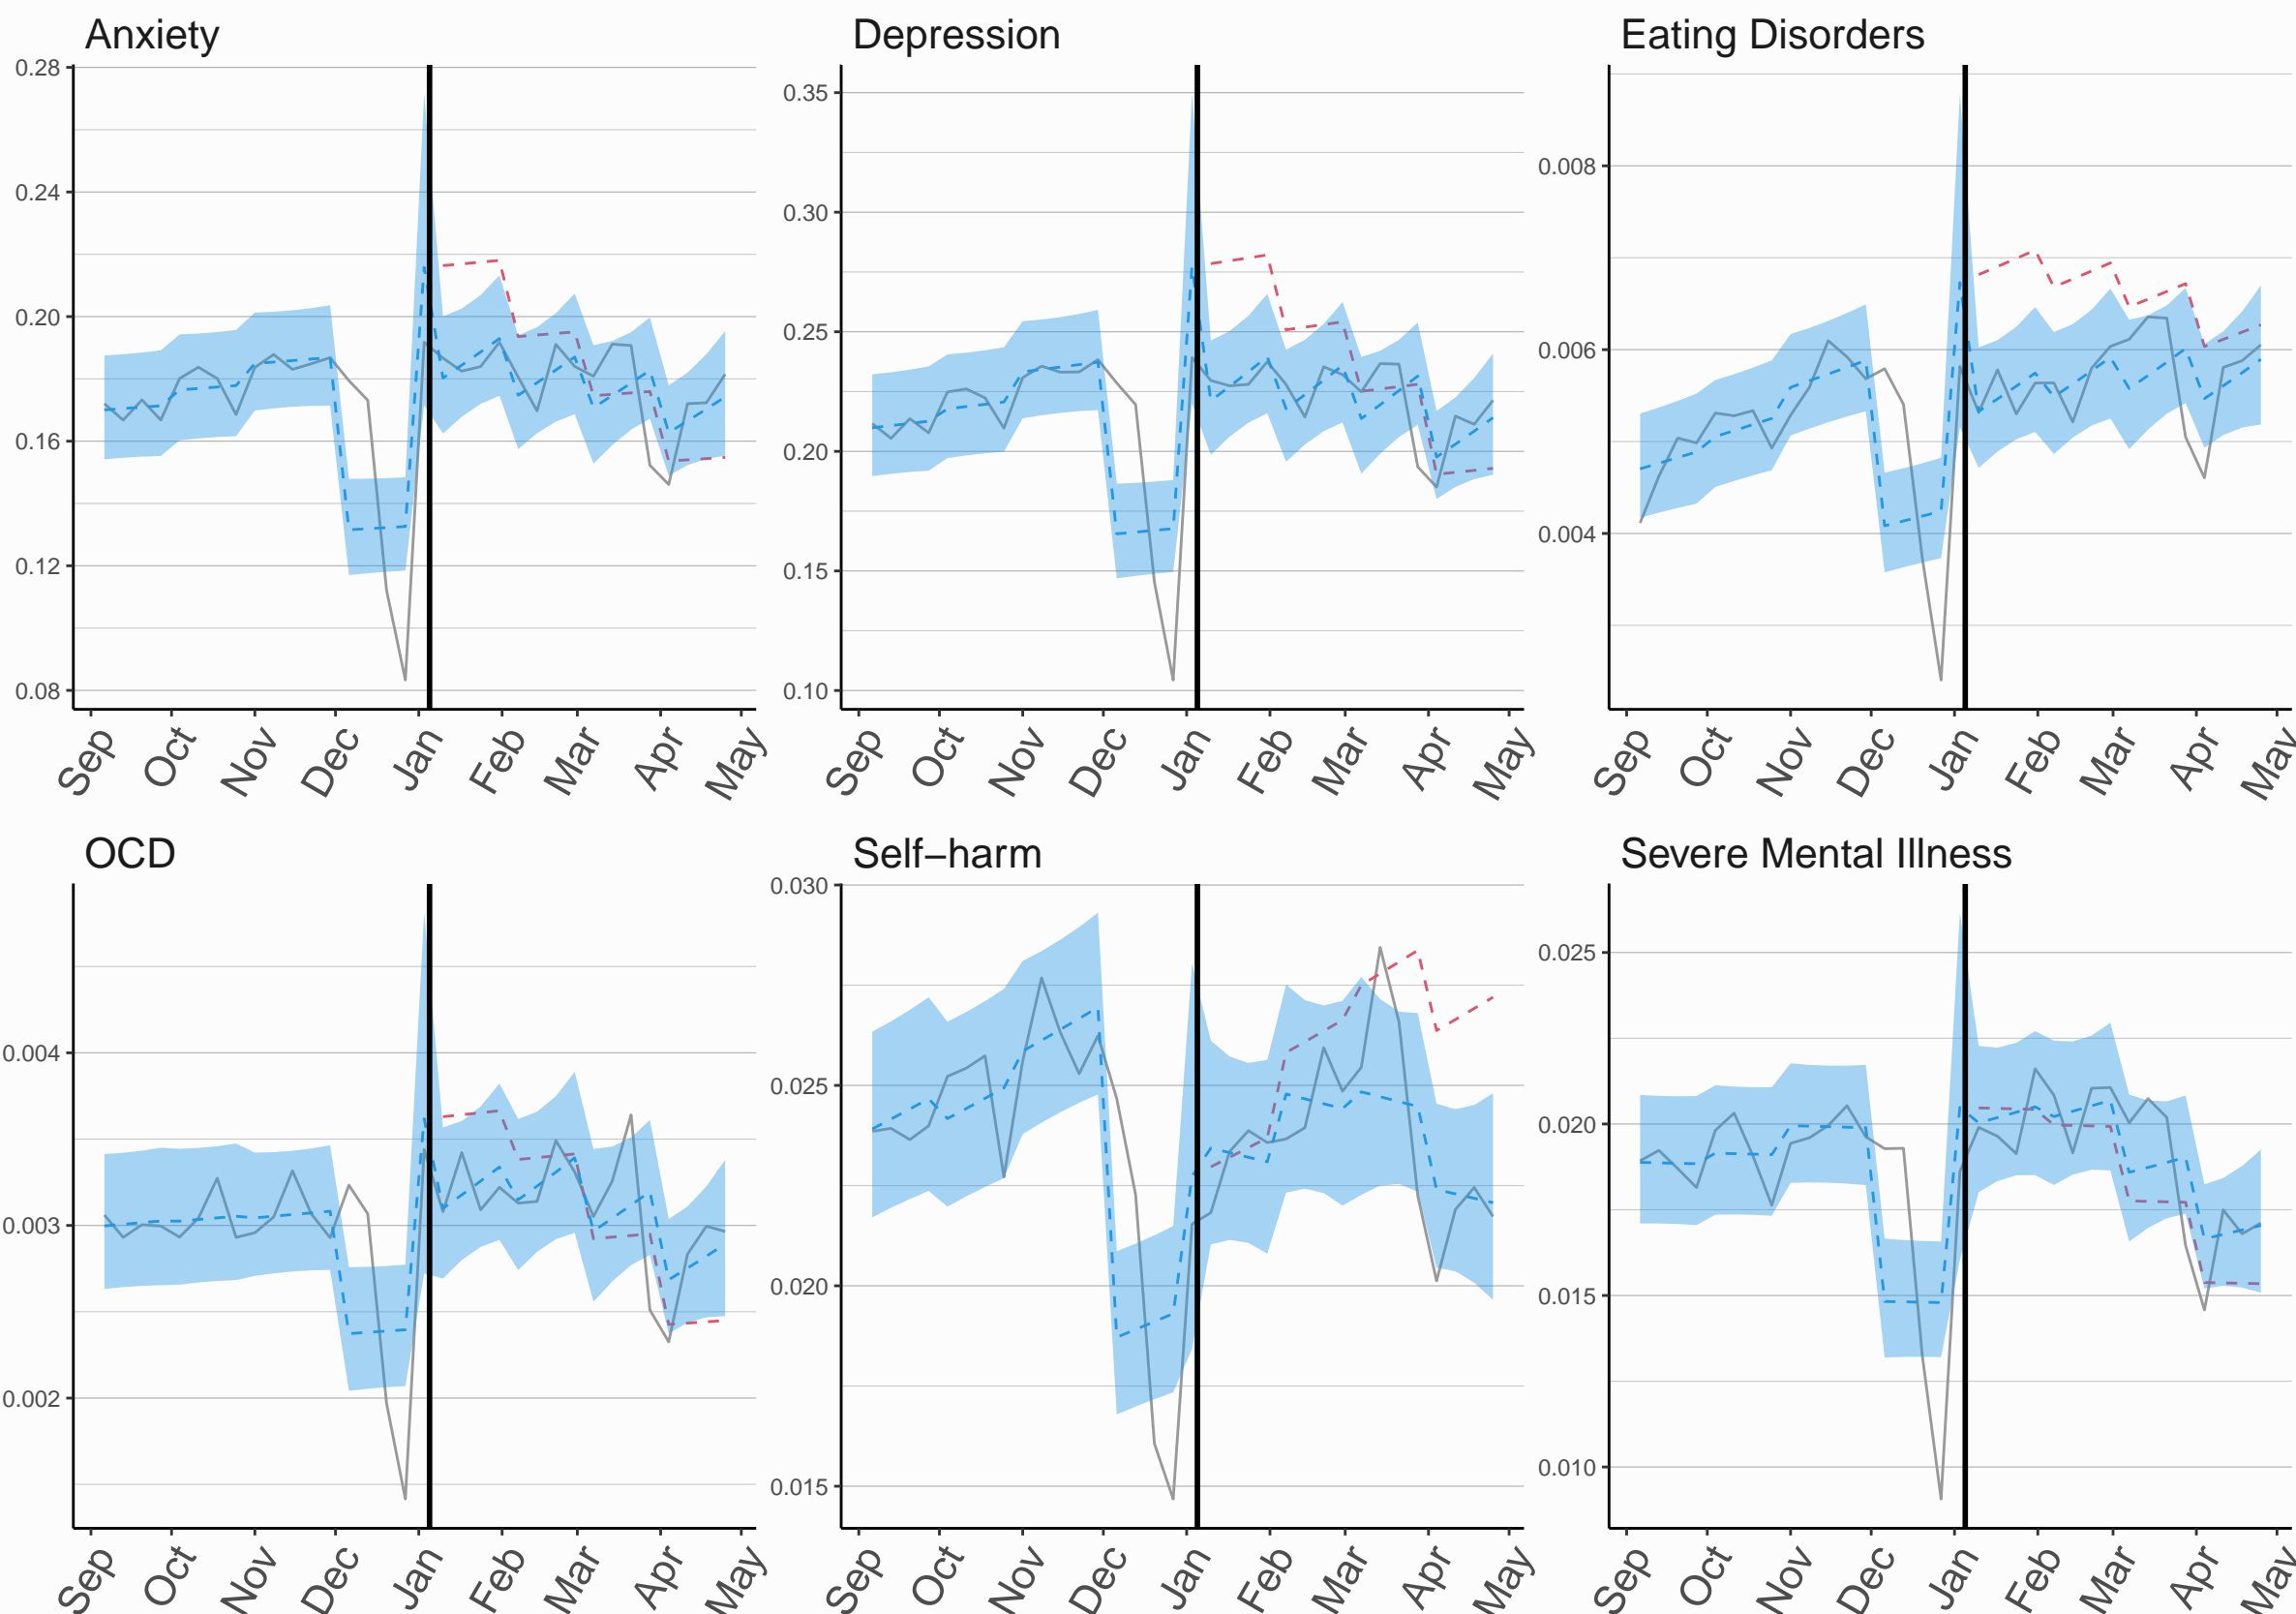 Anxiety
0.28
0.24
0.20
0.16
0.12
0.08
Sep Oct Nov Dec Jan Feb Mar Apr May
Depression
0.35
0.30
0.25
0.20
0.15
0.10
Sep Oct Nov Dec Jan Feb Mar Apr May
Eating Disorders
0.008
0.006
0.004
Sep Oct Nov Dec Jan Feb Mar Apr May
OCD
0.004
0.003
0.002
Sep Oct Nov Dec Jan Feb Mar Apr May
Self−harm
0.030
0.025
0.020
0.015
Sep Oct Nov Dec Jan Feb Mar Apr May
Severe Mental Illness
0.025
0.020
0.015
0.010
Sep Oct Nov Dec Jan Feb Mar Apr May